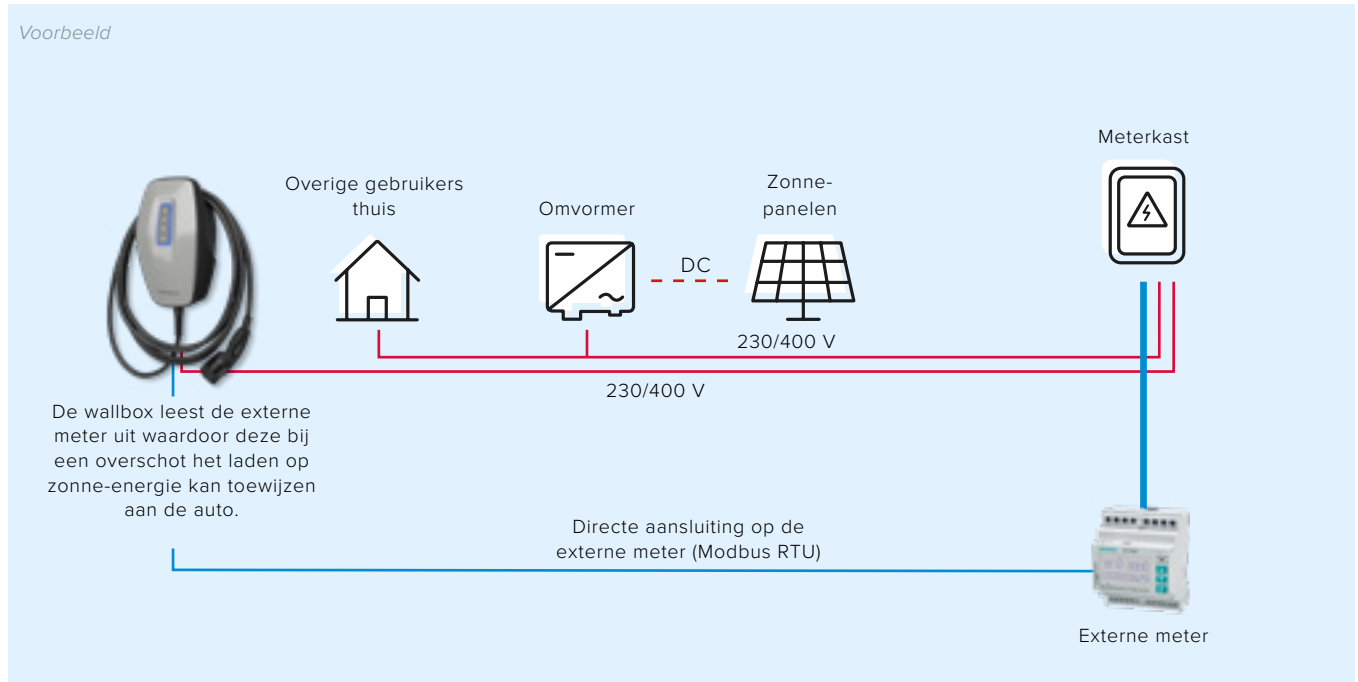 Voorbeeld
Meterkast
Overige gebruikers
thuis
Omvormer
Zonne-
panelen
DC
230/400 V
230/400 V
De wallbox leest de externe
meter uit waardoor deze bij
een overschot het laden op
zonne-energie kan toewijzen
aan de auto.
Directe aansluiting op de
externe meter (Modbus RTU)
Externe meter